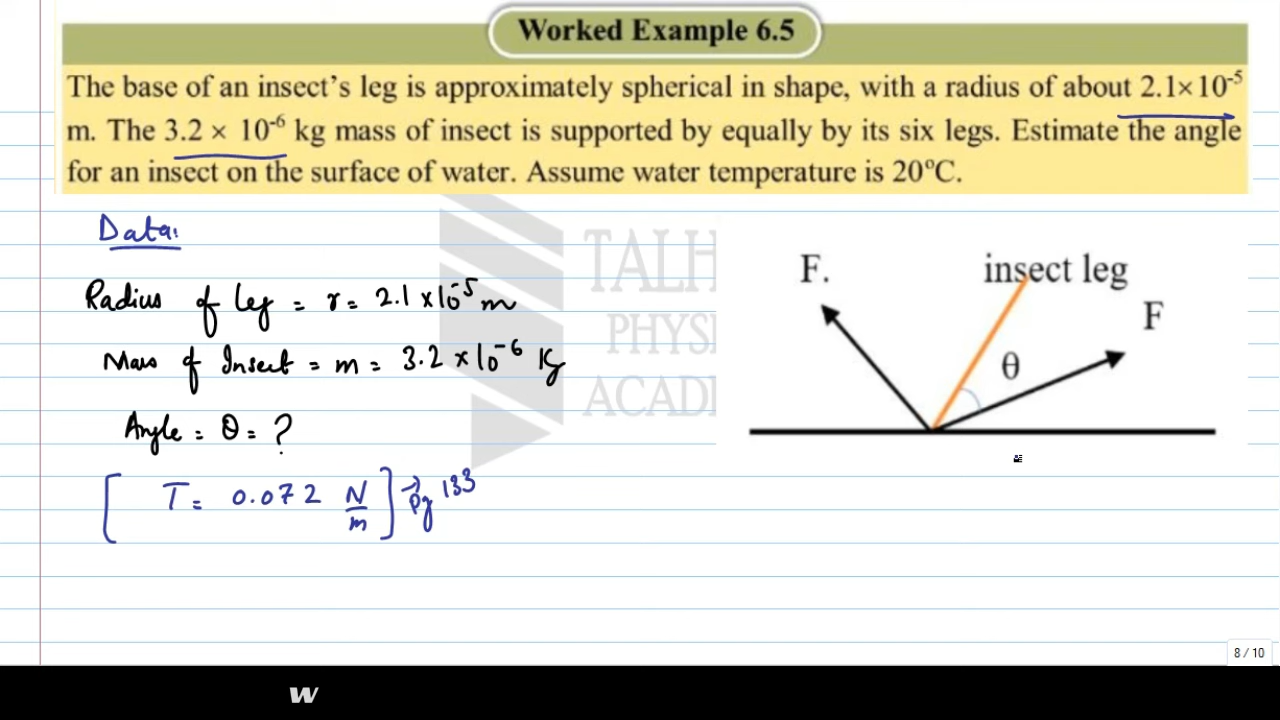 Worked Example 6.5
The base of an insect's leg is approximately spherical in shape, with a radius of about 2.1× 10⁻⁵
m. The 3.2 × 10⁻⁶ kg mass of insect is supported by equally by its six legs. Estimate the angle
for an insect on the surface of water. Assume water temperature is 20°C.
Data:
Radius of leg = r = 2.1 × 10⁻⁵ m
Mass of Insect = m = 3.2 × 10⁻⁶ Kg
Angle = θ = ?
[ T = 0.072 N/m ] → Pg 133
F.
insect leg
F
θ
TALH
PHYSI
ACAD
8 / 10
W